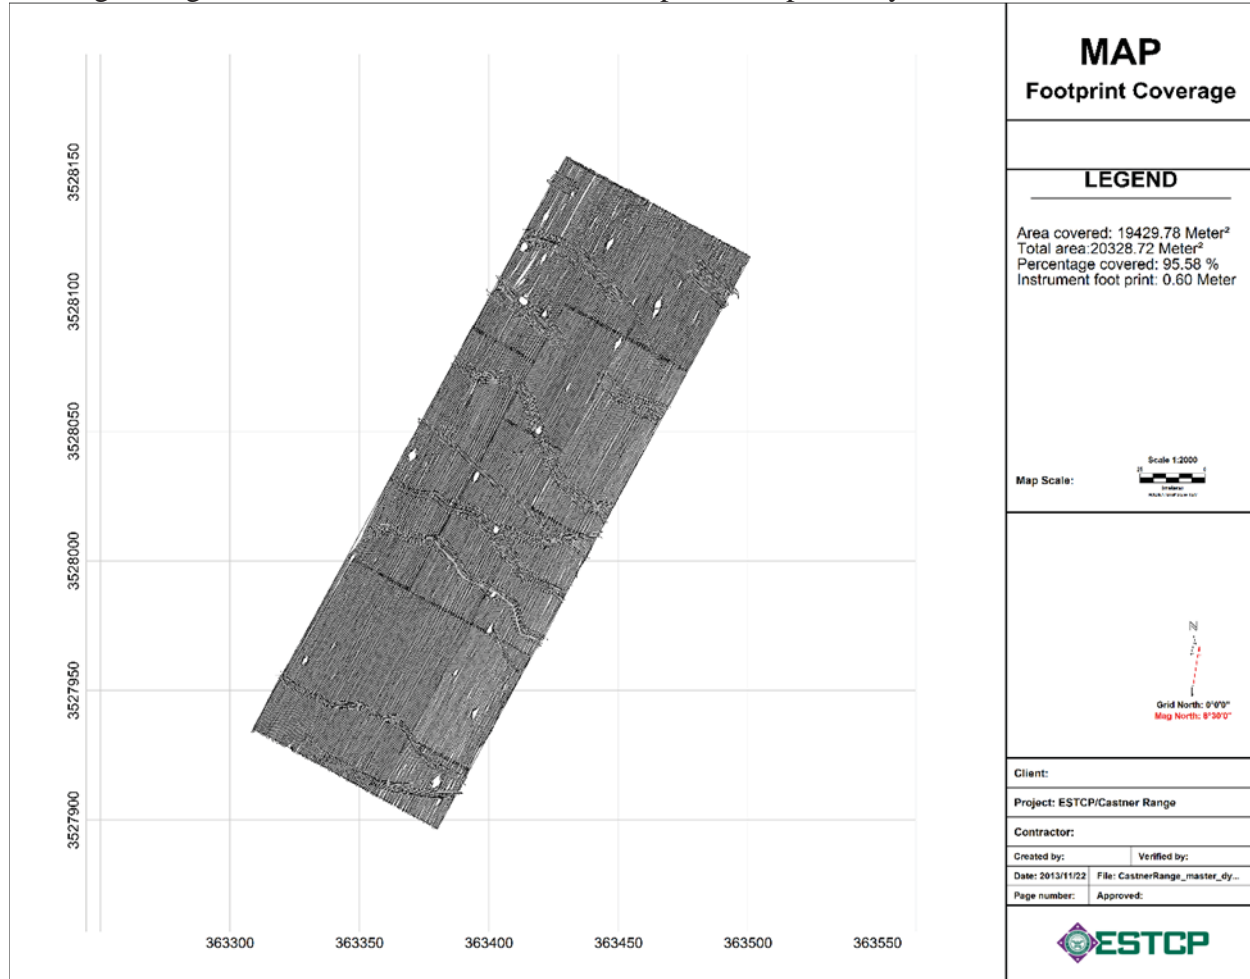 MAP
Footprint Coverage
LEGEND
Area covered: 19429.78 Meter²
Total area:20328.72 Meter²
Percentage covered: 95.58 %
Instrument foot print: 0.60 Meter
Scale 1:2000
Map Scale:
N
Grid North: 0°0'0"
Mag North: 8°30'0"
Client:
Project: ESTCP/Castner Range
Contractor:
Created by: Verified by:
Date: 2013/11/22 File: CastnerRange_master_dy...
Page number: Approved:
ESTCP
3528150
3528100
3528050
3528000
3527950
3527900
363300 363350 363400 363450 363500 363550